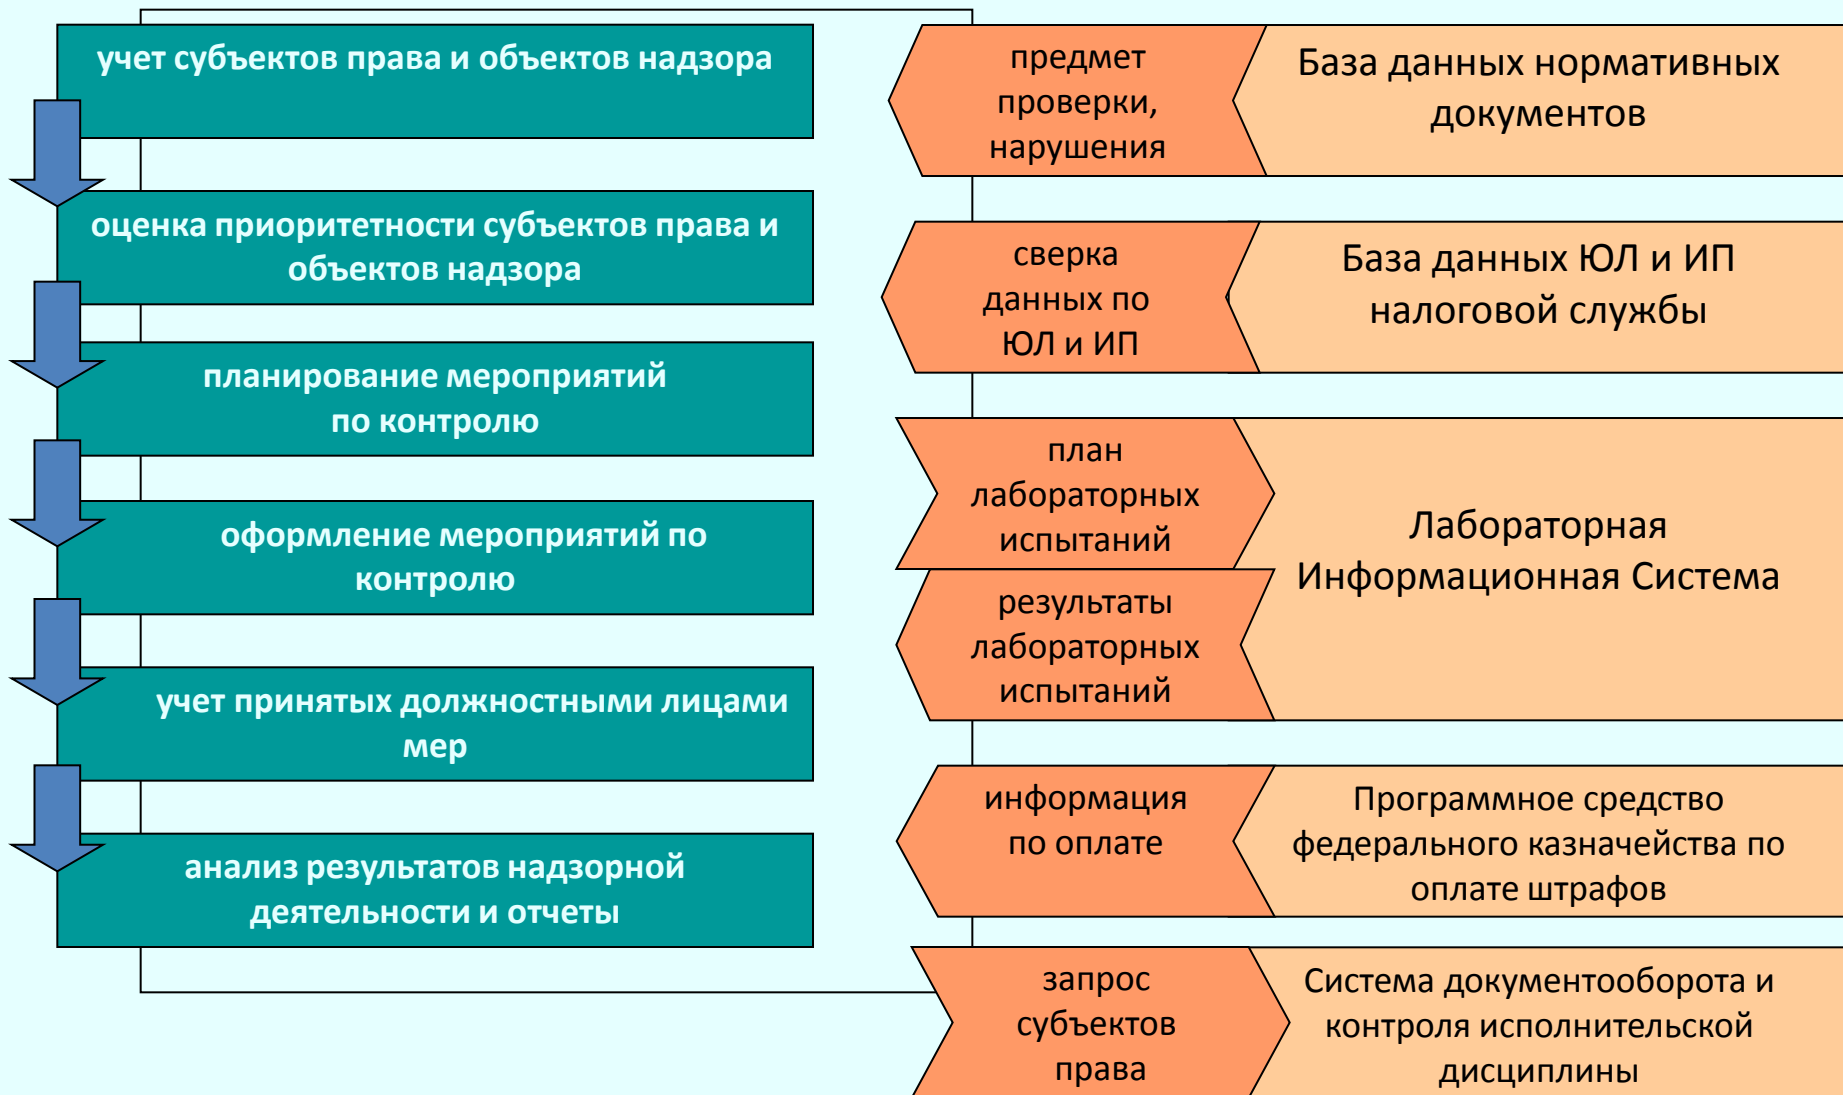 учет субъектов права и объектов надзора
оценка приоритетности субъектов права и
объектов надзора
планирование мероприятий
по контролю
оформление мероприятий по
контролю
учет принятых должностными лицами
мер
анализ результатов надзорной
деятельности и отчеты
предмет
проверки,
нарушения
База данных нормативных
документов
сверка
данных по
ЮЛ и ИП
База данных ЮЛ и ИП
налоговой службы
план
лабораторных
испытаний
результаты
лабораторных
испытаний
Лабораторная
Информационная Система
информация
по оплате
Программное средство
федерального казначейства по
оплате штрафов
запрос
субъектов
права
Система документооборота и
контроля исполнительской
дисциплины